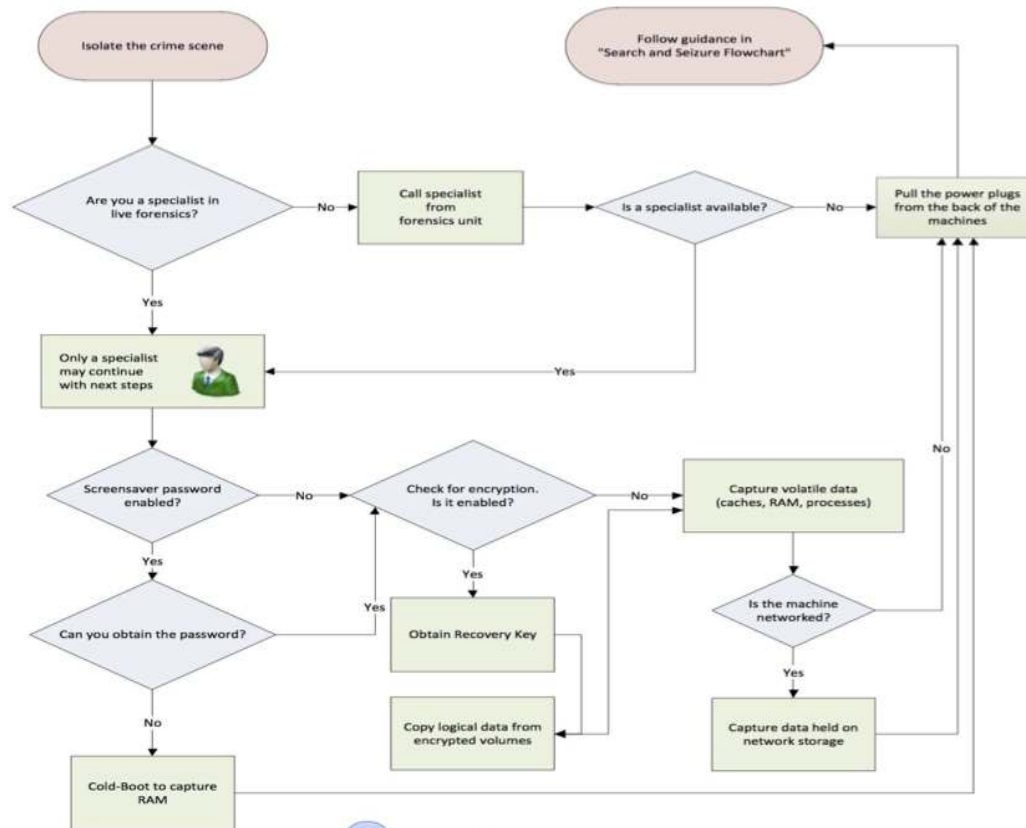 Isolate the crime scene
Follow guidance in
"Search and Seizure Flowchart"
Are you a specialist in
live forensics?
No
Call specialist
from
forensics unit
Is a specialist available?
No
Pull the power plugs
from the back of the
machines
Yes
Only a specialist
may continue
with next steps
Yes
No
Screensaver password
enabled?
No
Check for encryption.
Is it enabled?
No
Capture volatile data
(caches, RAM, processes)
Yes
Yes
Yes
Can you obtain the password?
Obtain Recovery Key
Is the machine
networked?
Yes
No
Copy logical data from
encrypted volumes
Capture data held on
network storage
Cold-Boot to capture
RAM